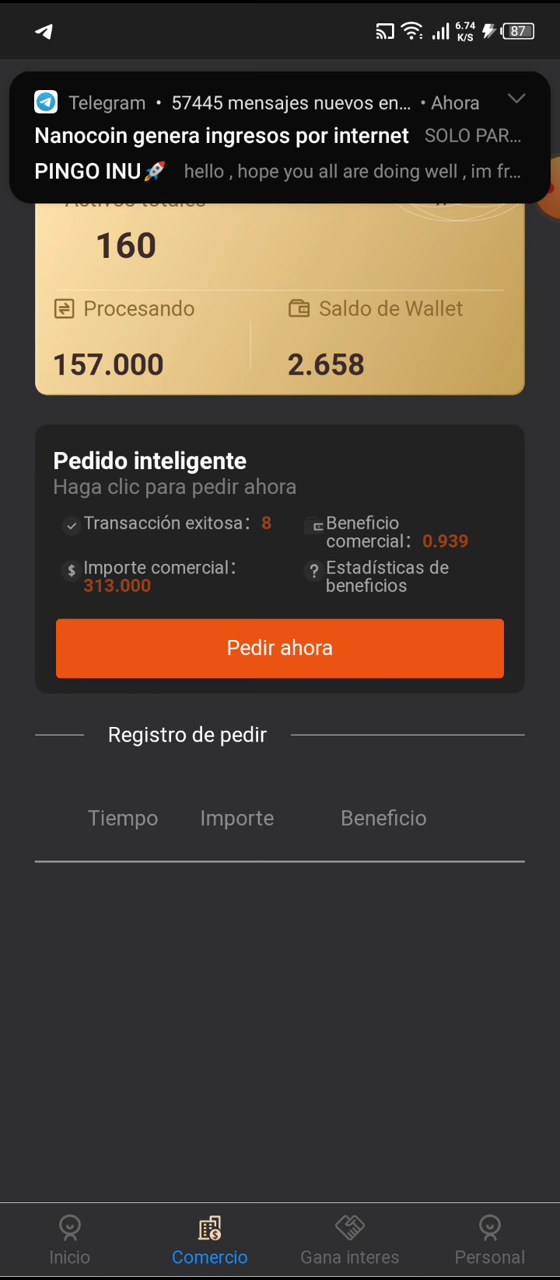 6.74
K/S
87
Telegram • 57445 mensajes nuevos en... • Ahora
Nanocoin genera ingresos por internet SOLO PAR...
PINGO INU🚀 hello , hope you all are doing well , im fr...
Activos totales
160
Procesando
Saldo de Wallet
157.000
2.658
Pedido inteligente
Haga clic para pedir ahora
Transacción exitosa： 8
Beneficio
comercial： 0.939
Importe comercial：
313.000
Estadísticas de
beneficios
Pedir ahora
Registro de pedir
Tiempo Importe Beneficio
Inicio Comercio Gana interes Personal